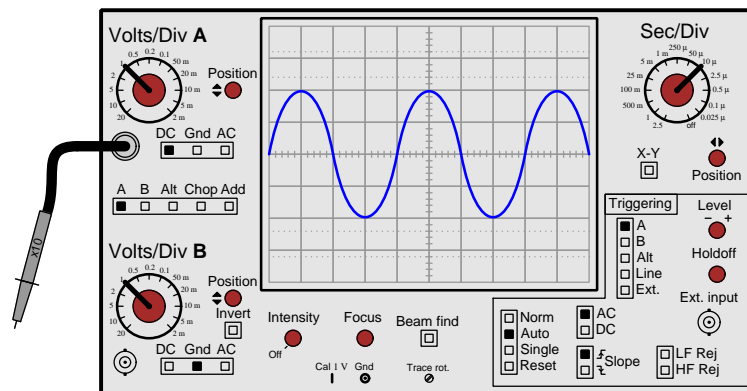 Volts/Div A
0.5 0.2 0.1
1 50 m
2 20 m
5 10 m
10 5 m
20 2 m
Position
DC Gnd AC
A B Alt Chop Add
x10
Volts/Div B
0.5 0.2 0.1
1 50 m
2 20 m
5 10 m
10 5 m
20 2 m
Position
Invert
DC Gnd AC
Intensity
Off
Focus
Beam find
Cal 1 V Gnd Trace rot.
Sec/Div
1 m 250 µ
5 m 50 µ
25 m 10 µ
100 m 2.5 µ
500 m 0.5 µ
1 0.1 µ
2.5 off 0.025 µ
X-Y
Position
Triggering
A
B
Alt
Line
Ext.
Level
− +
Holdoff
Ext. input
Norm
Auto
Single
Reset
AC
DC
Slope
LF Rej
HF Rej